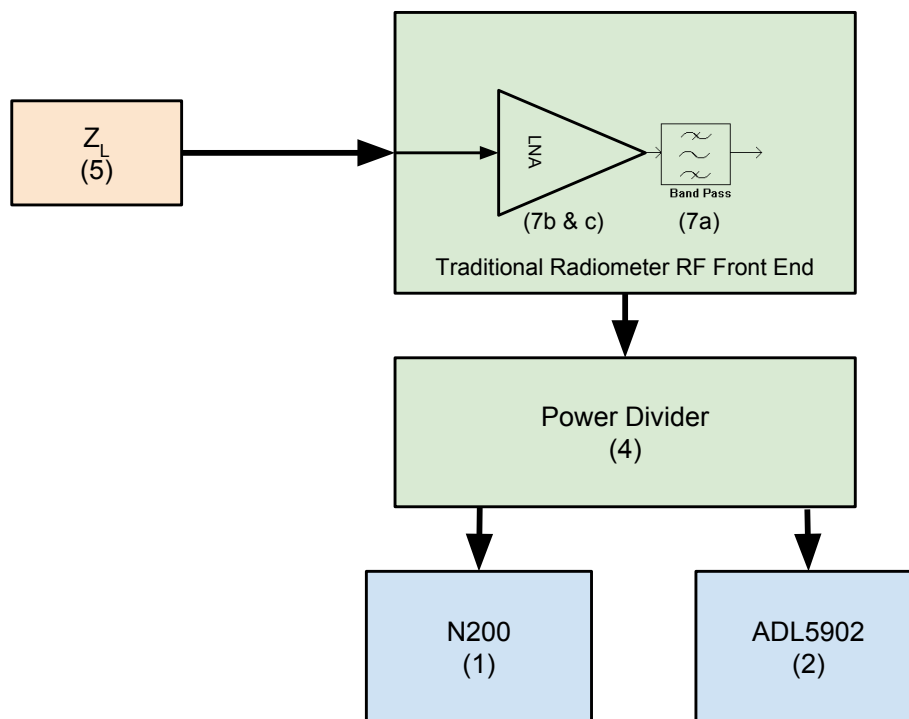 Z_L
(5)
LNA
Band Pass
(7b & c)
(7a)
Traditional Radiometer RF Front End
Power Divider
(4)
N200
(1)
ADL5902
(2)